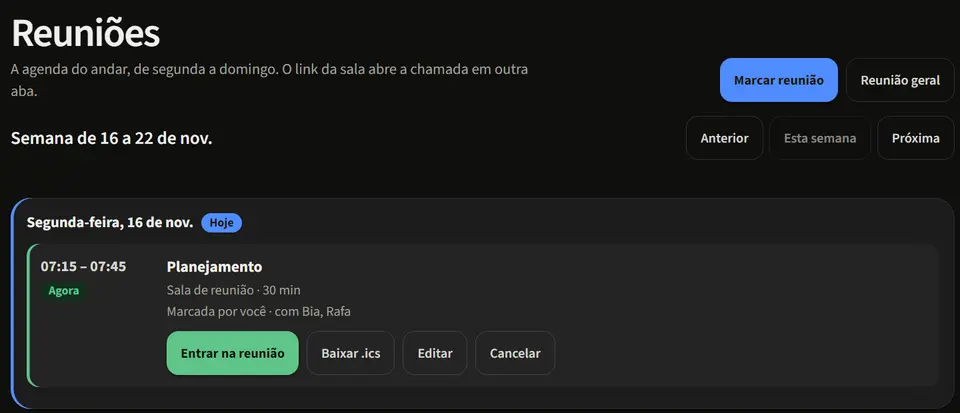 Reuniões
A agenda do andar, de segunda a domingo. O link da sala abre a chamada em outra
aba.
Marcar reunião
Reunião geral
Semana de 16 a 22 de nov.
Anterior
Esta semana
Próxima
Segunda-feira, 16 de nov.
Hoje
07:15 – 07:45
Agora
Planejamento
Sala de reunião · 30 min
Marcada por você · com Bia, Rafa
Entrar na reunião
Baixar .ics
Editar
Cancelar